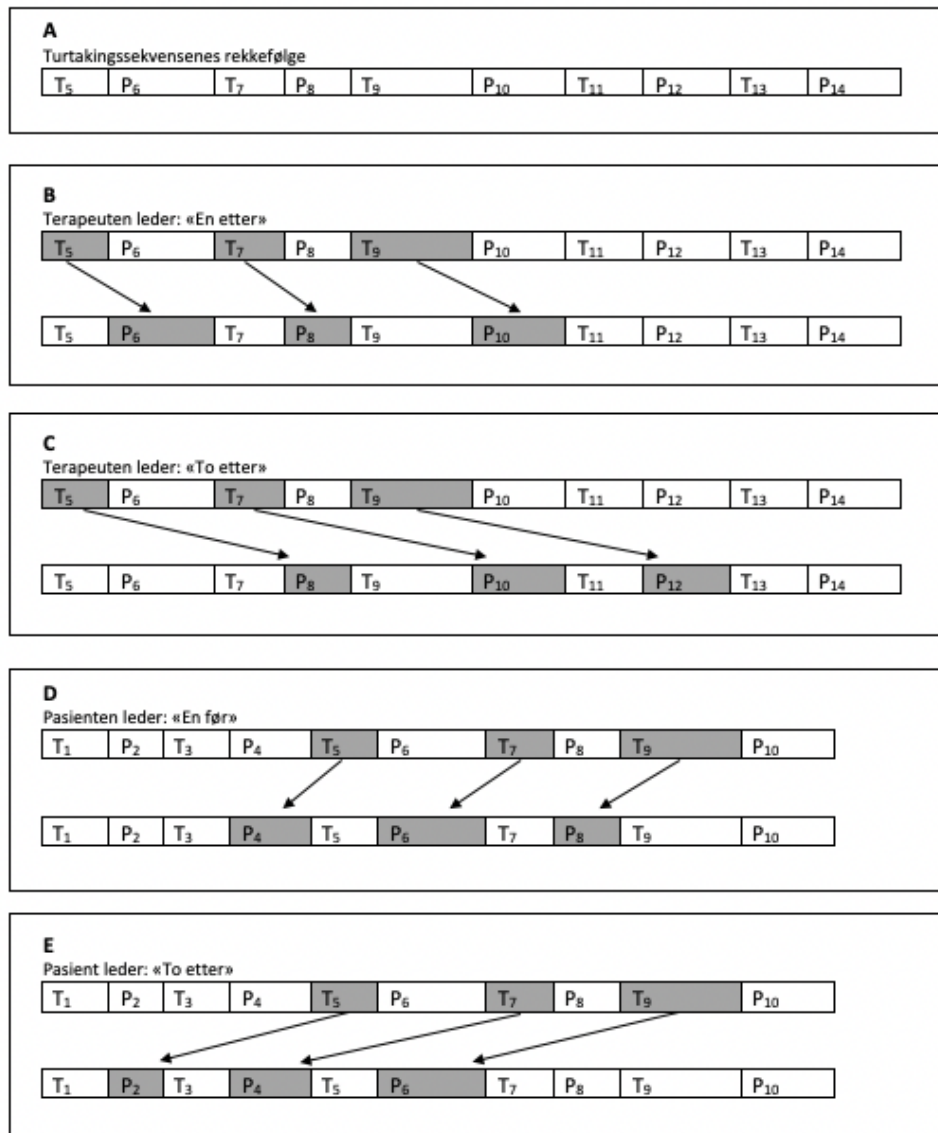 A
Turtakingssekvensenes rekkefølge
T₅ P₆ T₇ P₈ T₉ P₁₀ T₁₁ P₁₂ T₁₃ P₁₄
B
Terapeuten leder: «En etter»
T₅ P₆ T₇ P₈ T₉ P₁₀ T₁₁ P₁₂ T₁₃ P₁₄
T₅ P₆ T₇ P₈ T₉ P₁₀ T₁₁ P₁₂ T₁₃ P₁₄
C
Terapeuten leder: «To etter»
T₅ P₆ T₇ P₈ T₉ P₁₀ T₁₁ P₁₂ T₁₃ P₁₄
T₅ P₆ T₇ P₈ T₉ P₁₀ T₁₁ P₁₂ T₁₃ P₁₄
D
Pasienten leder: «En før»
T₁ P₂ T₃ P₄ T₅ P₆ T₇ P₈ T₉ P₁₀
T₁ P₂ T₃ P₄ T₅ P₆ T₇ P₈ T₉ P₁₀
E
Pasient leder: «To etter»
T₁ P₂ T₃ P₄ T₅ P₆ T₇ P₈ T₉ P₁₀
T₁ P₂ T₃ P₄ T₅ P₆ T₇ P₈ T₉ P₁₀